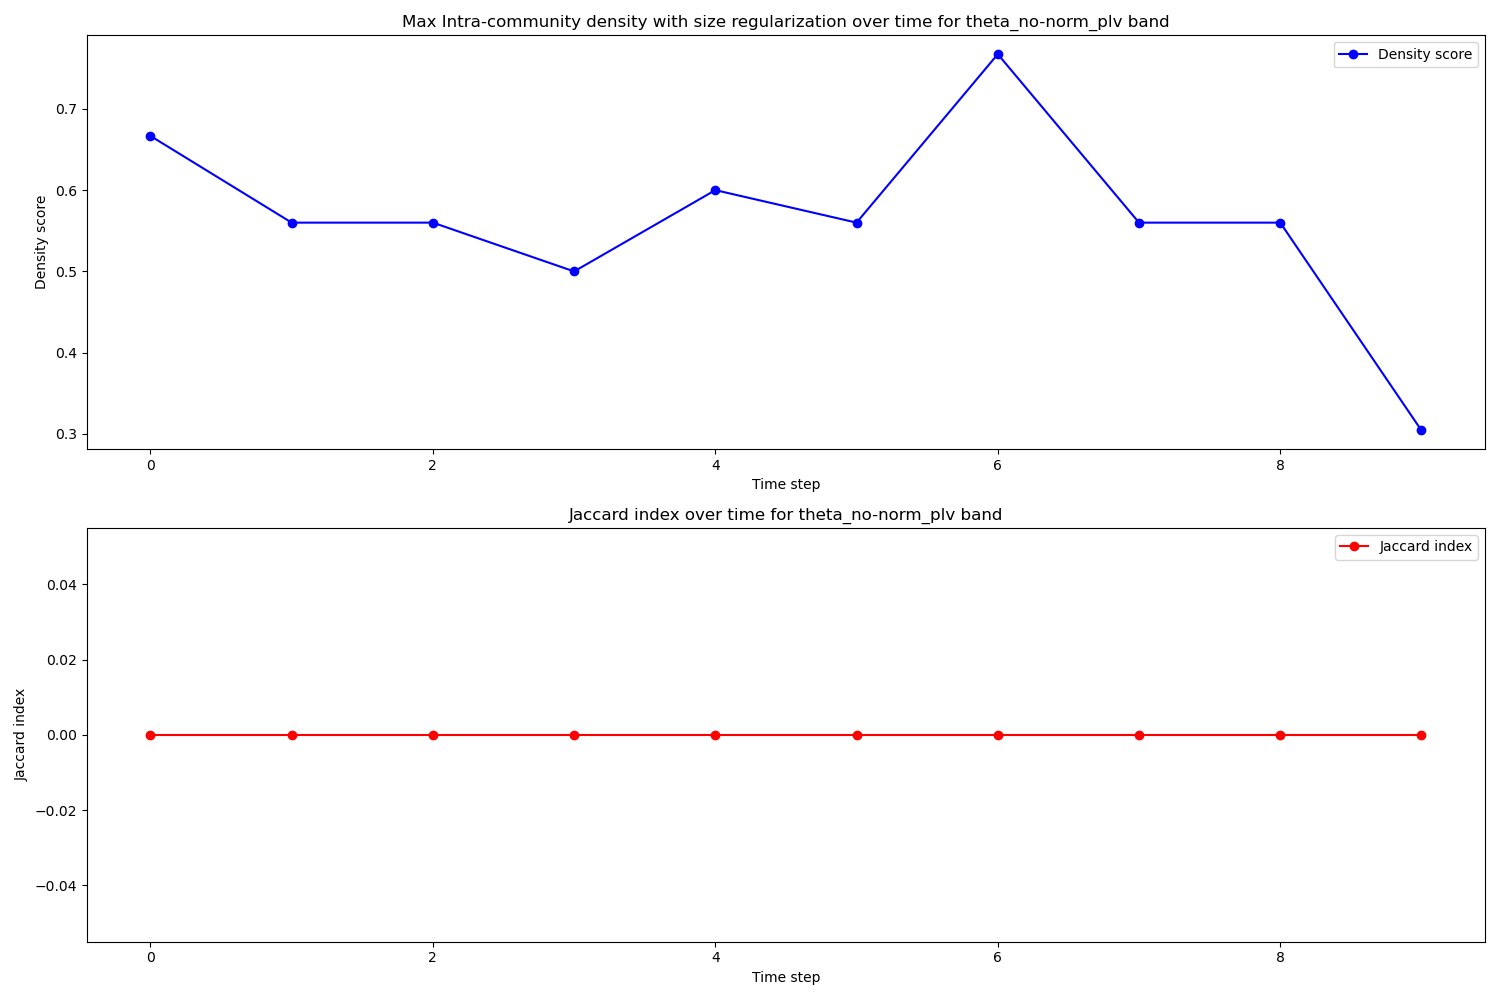 Max Intra-community density with size regularization over time for theta_no-norm_plv band
Density score
0.7
0.6
0.5
0.4
0.3
Density score
0 2 4 6 8
Time step
Jaccard index over time for theta_no-norm_plv band
Jaccard index
0.04
0.02
0.00
−0.02
−0.04
Jaccard index
0 2 4 6 8
Time step